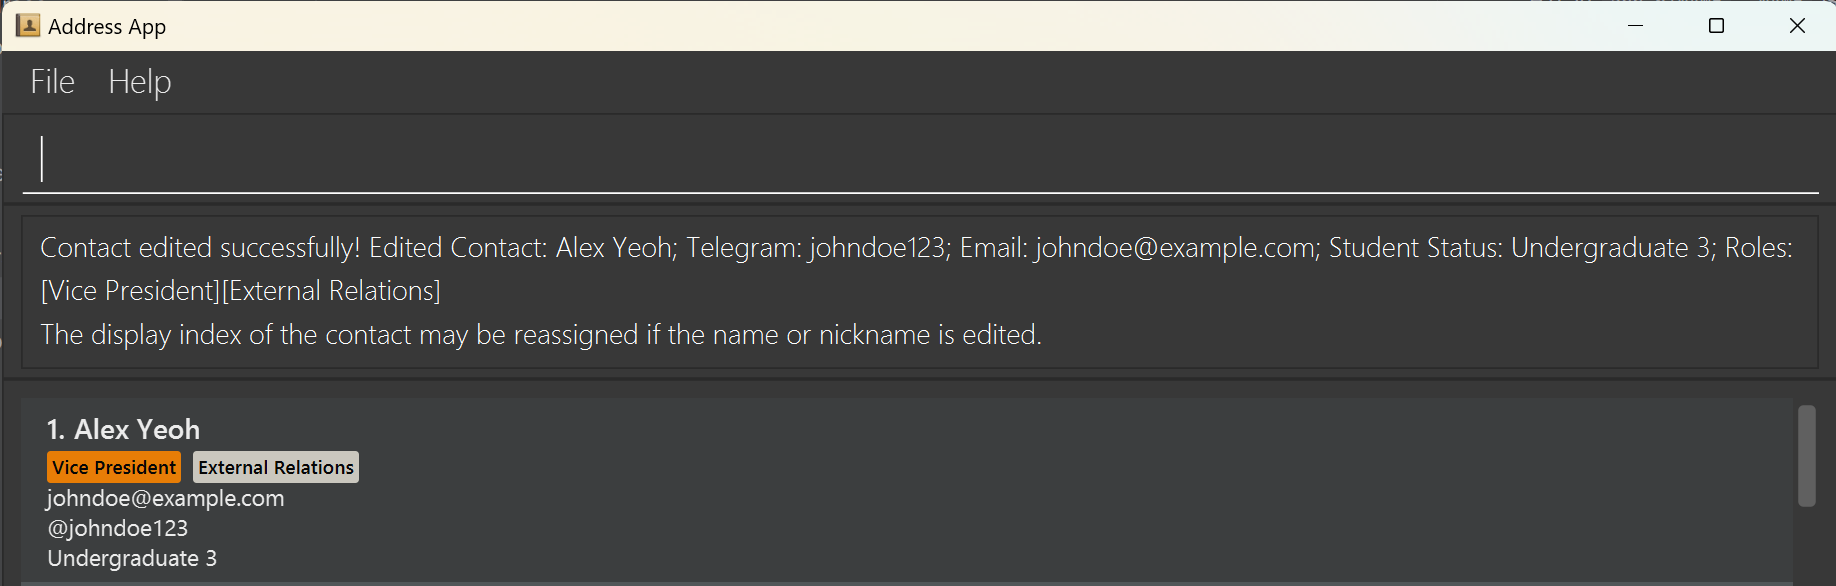 Address App
File Help
Contact edited successfully! Edited Contact: Alex Yeoh; Telegram: johndoe123; Email: johndoe@example.com; Student Status: Undergraduate 3; Roles:
[Vice President][External Relations]
The display index of the contact may be reassigned if the name or nickname is edited.
1. Alex Yeoh
Vice President External Relations
johndoe@example.com
@johndoe123
Undergraduate 3